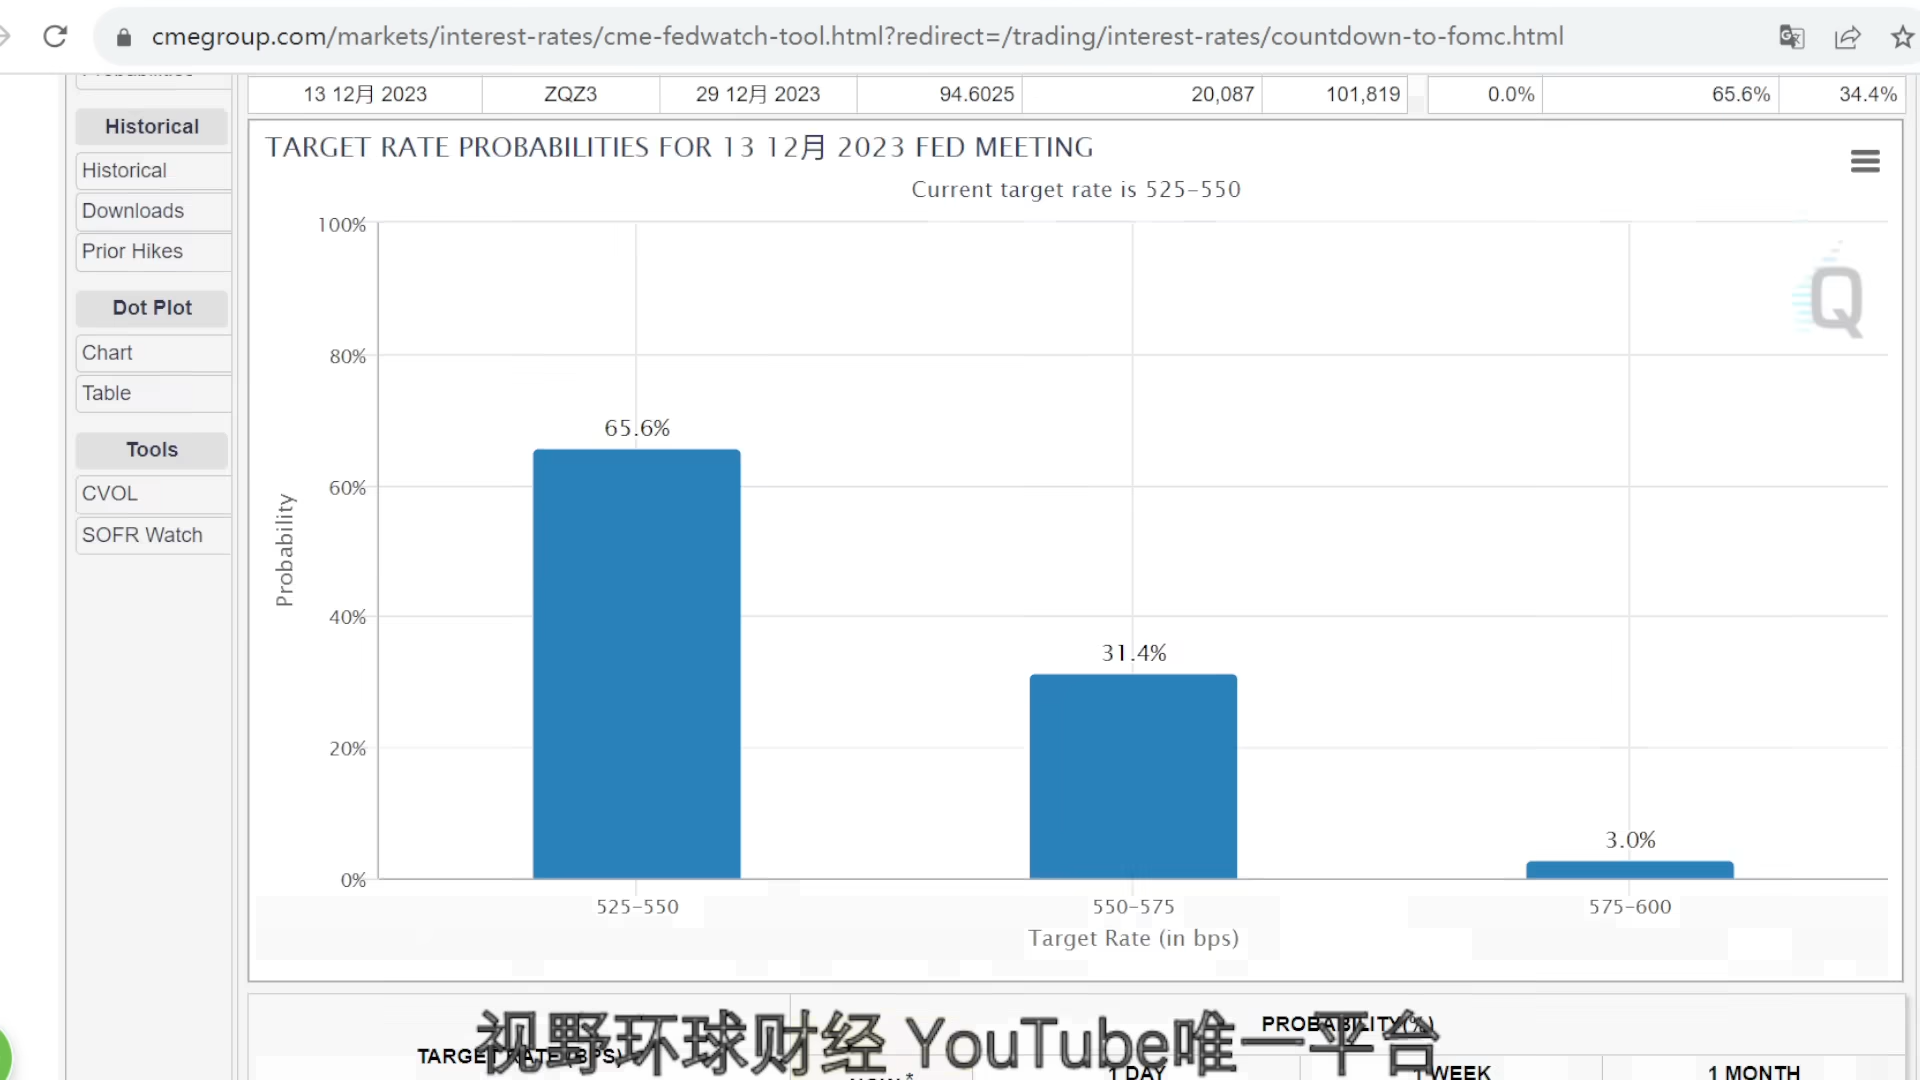 cmegroup.com/markets/interest-rates/cme-fedwatch-tool.html?redirect=/trading/interest-rates/countdown-to-fomc.html
13 12月 2023 ZQZ3 29 12月 2023 94.6025 20,087 101,819 0.0% 65.6% 34.4%
Historical
Historical
Downloads
Prior Hikes
Dot Plot
Chart
Table
Tools
CVOL
SOFR Watch
TARGET RATE PROBABILITIES FOR 13 12月 2023 FED MEETING
Current target rate is 525-550
Q
100%
80%
60%
40%
20%
0%
Probability
65.6%
31.4%
3.0%
525-550
550-575
575-600
Target Rate (in bps)
PROBABILITY(%)
TARGET RATE (BPS)
视野环球财经 YouTube唯一平台
1 DAY
1 WEEK
1 MONTH